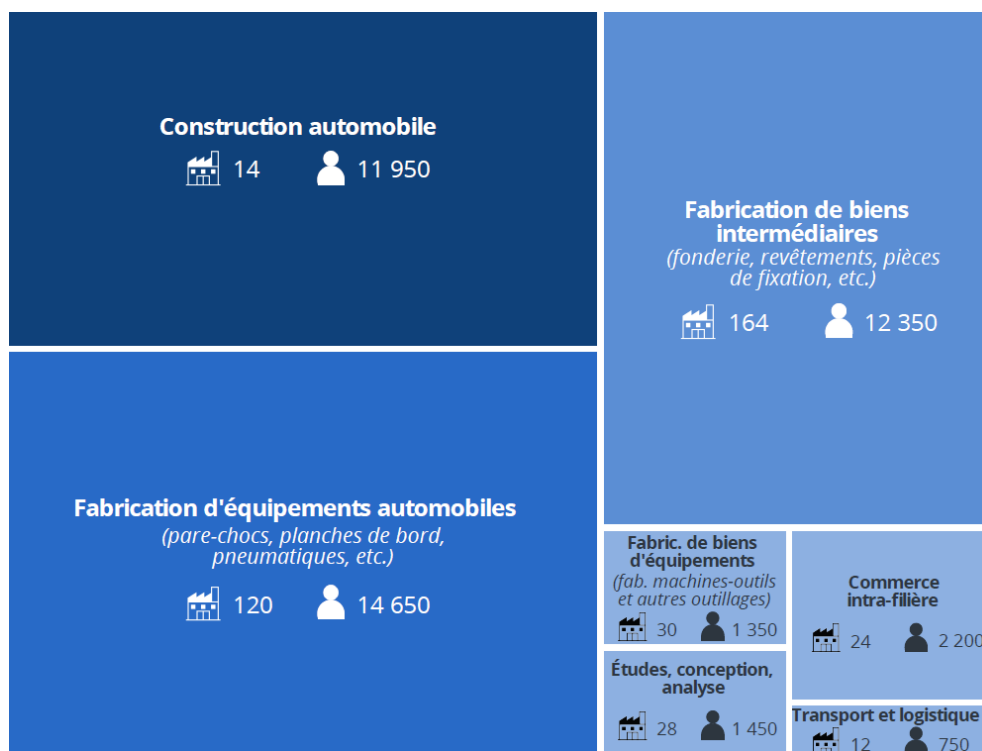 Construction automobile
14 11 950
Fabrication de biens
intermédiaires
(fonderie, revêtements, pièces
de fixation, etc.)
164 12 350
Fabrication d'équipements automobiles
(pare-chocs, planches de bord,
pneumatiques, etc.)
120 14 650
Fabric. de biens
d'équipements
(fab. machines-outils
et autres outillages)
30 1 350
Commerce
intra-filière
24 2 200
Études, conception,
analyse
28 1 450
Transport et logistique
12 750